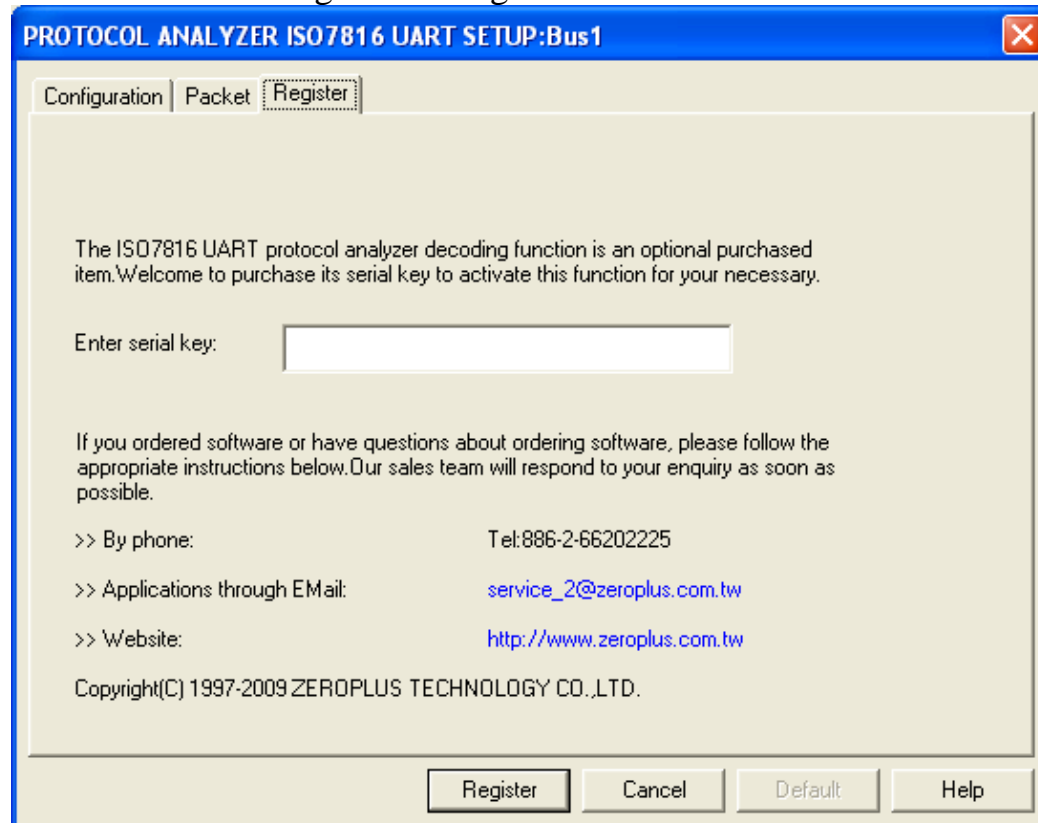 PROTOCOL ANALYZER ISO7816 UART SETUP:Bus1
Configuration Packet Register
The ISO7816 UART protocol analyzer decoding function is an optional purchased
item.Welcome to purchase its serial key to activate this function for your necessary.
Enter serial key:
If you ordered software or have questions about ordering software, please follow the
appropriate instructions below.Our sales team will respond to your enquiry as soon as
possible.
>> By phone: Tel:886-2-66202225
>> Applications through EMail: service_2@zeroplus.com.tw
>> Website: http://www.zeroplus.com.tw
Copyright(C) 1997-2009 ZEROPLUS TECHNOLOGY CO.,LTD.
Register Cancel Default Help